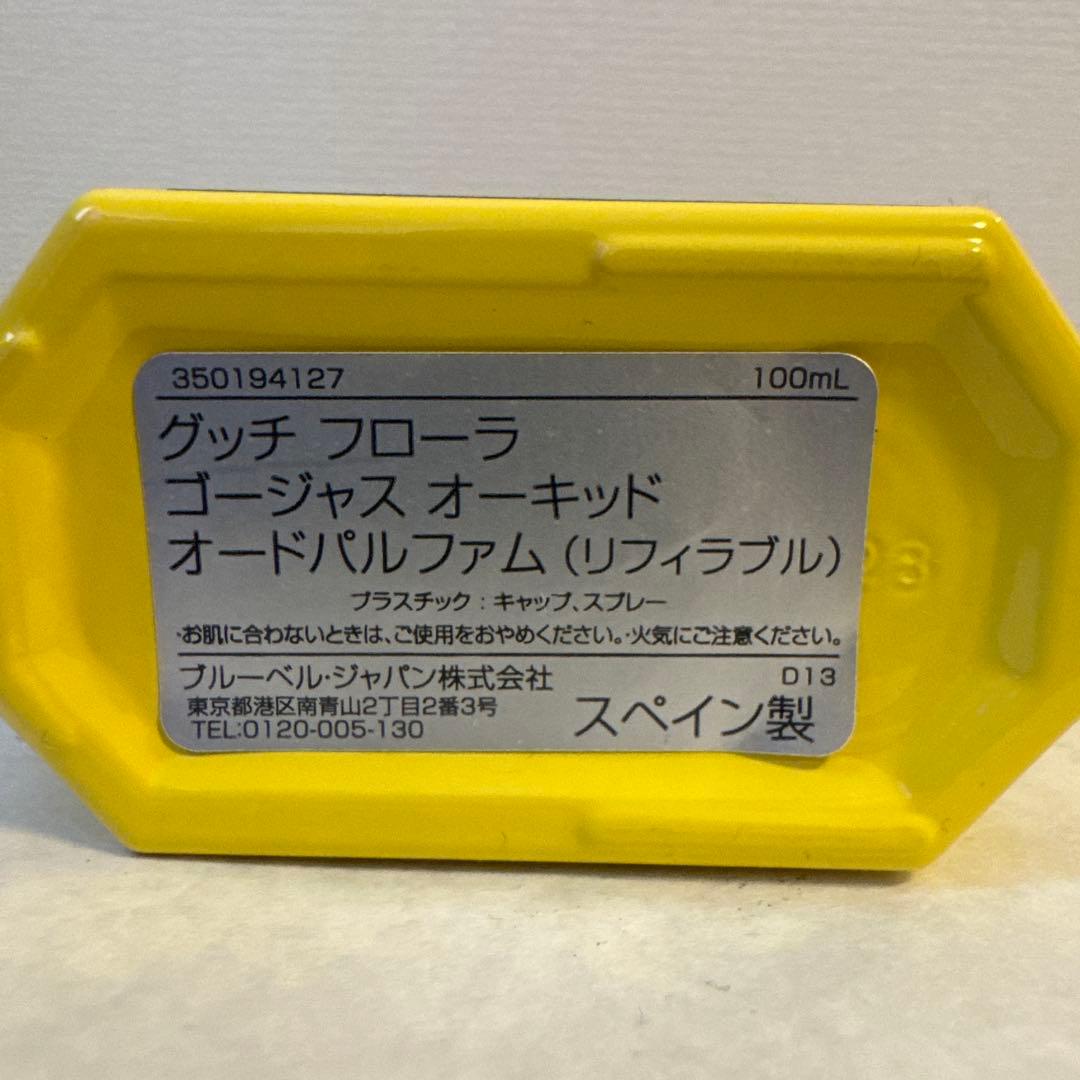 350194127 100mL
グッチ フローラ
ゴージャス オーキッド
オードパルファム（リフィラブル）
プラスチック：キャップ、スプレー
・お肌に合わないときは、ご使用をおやめください。・火気にご注意ください。
ブルーベル・ジャパン株式会社 D13
東京都港区南青山2丁目2番3号
TEL:0120-005-130
スペイン製